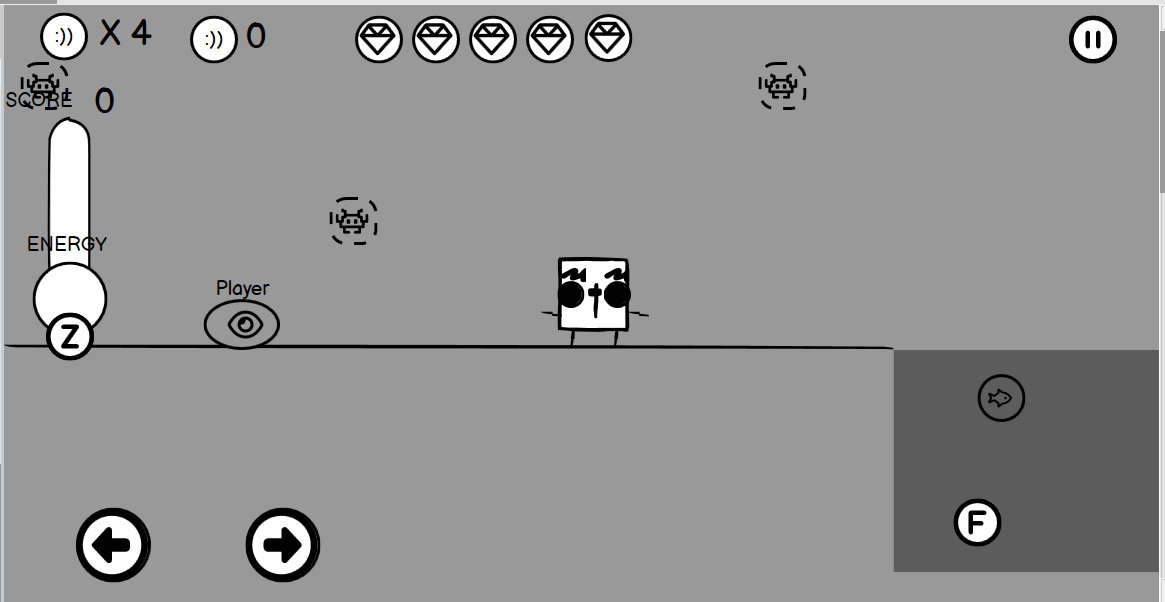 :)) X 4 :)) 0
SCORE 0
ENERGY
Player
Z
F